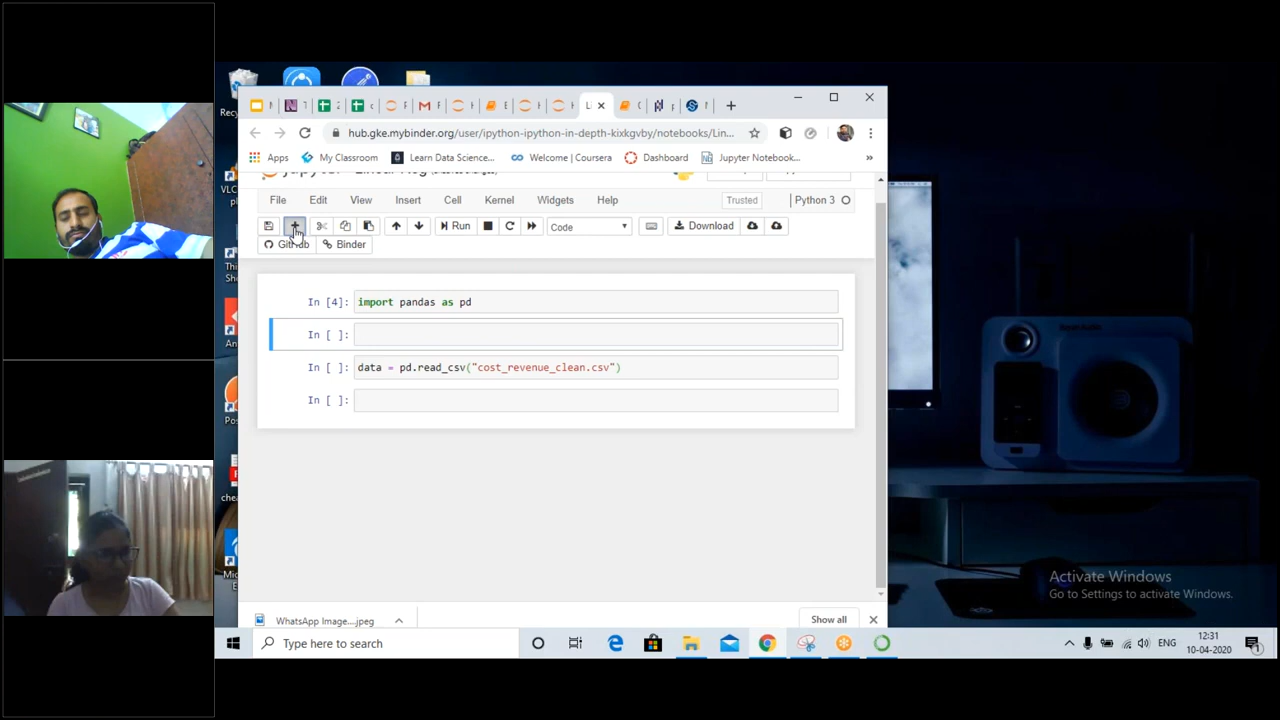 hub.gke.mybinder.org/user/ipython-ipython-in-depth-kixkgvby/notebooks/Lin...
Apps My Classroom Learn Data Science... Welcome | Coursera Dashboard Jupyter Notebook... »
File Edit View Insert Cell Kernel Widgets Help Trusted Python 3
Run Code Download
GitHub Binder
In [4]: import pandas as pd
In [ ]:
In [ ]: data = pd.read_csv("cost_revenue_clean.csv")
In [ ]:
WhatsApp Image....jpeg Show all
Activate Windows
Go to Settings to activate Windows.
Type here to search
ENG
12:31
10-04-2020